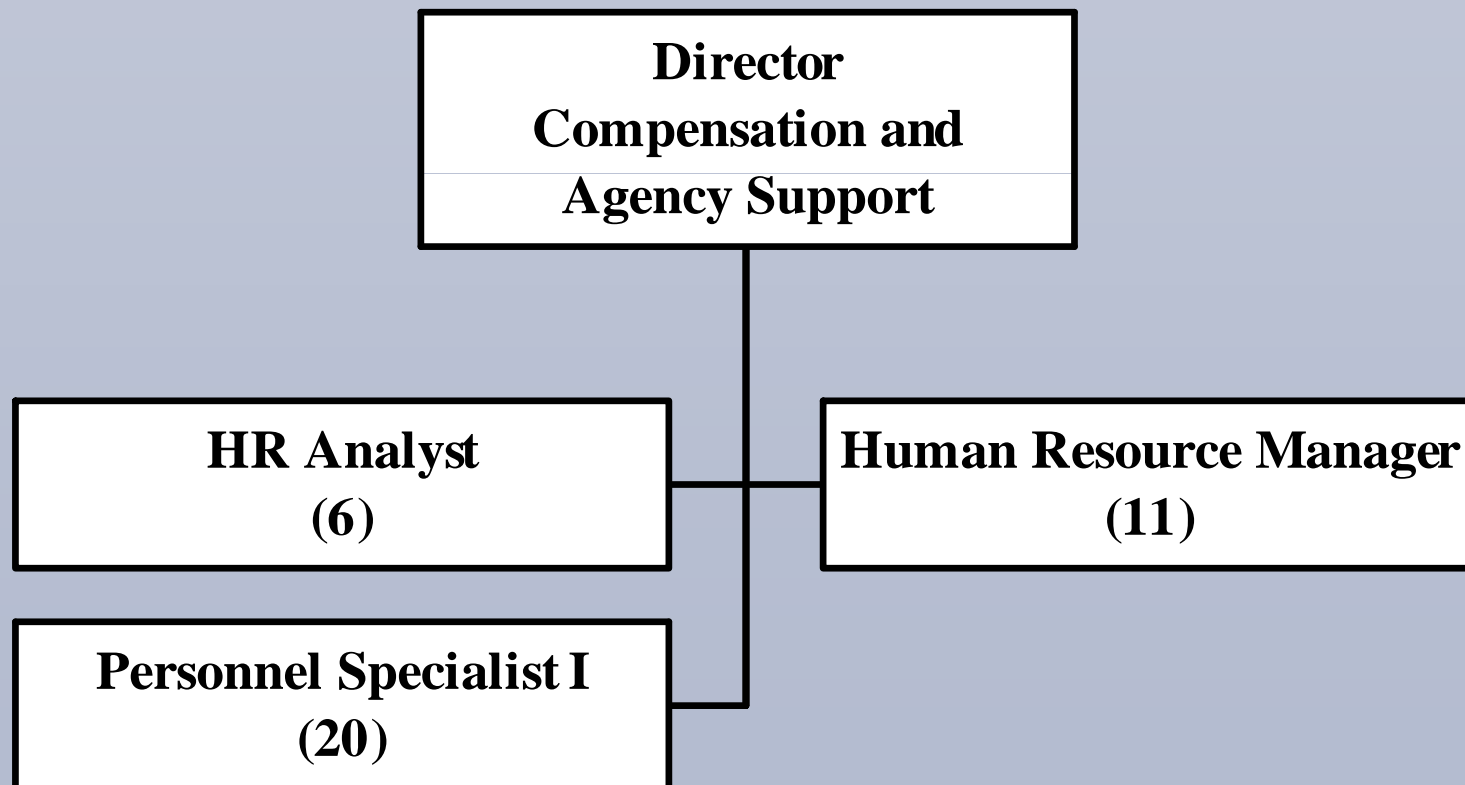 Director
Compensation and
Agency Support
HR Analyst
(6)
Human Resource Manager
(11)
Personnel Specialist I
(20)